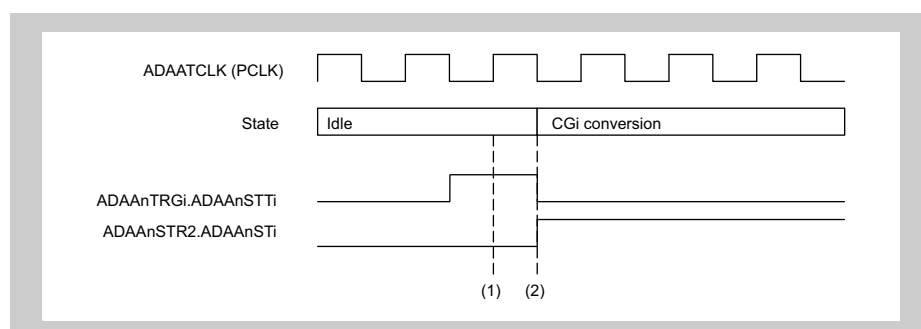 ADAATCLK (PCLK)
State
Idle
CGi conversion
ADAAnTRGi.ADAAnSTTi
ADAAnSTR2.ADAAnSTi
(1)
(2)